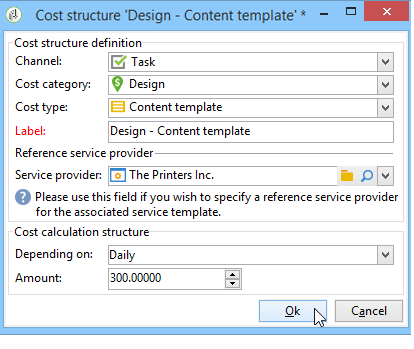 Cost structure 'Design - Content template' *
Cost structure definition
Channel: Task
Cost category: Design
Cost type: Content template
Label: Design - Content template
Reference service provider
Service provider: The Printers Inc.
Please use this field if you wish to specify a reference service provider
for the associated service template.
Cost calculation structure
Depending on: Daily
Amount: 300.00000
Ok Cancel